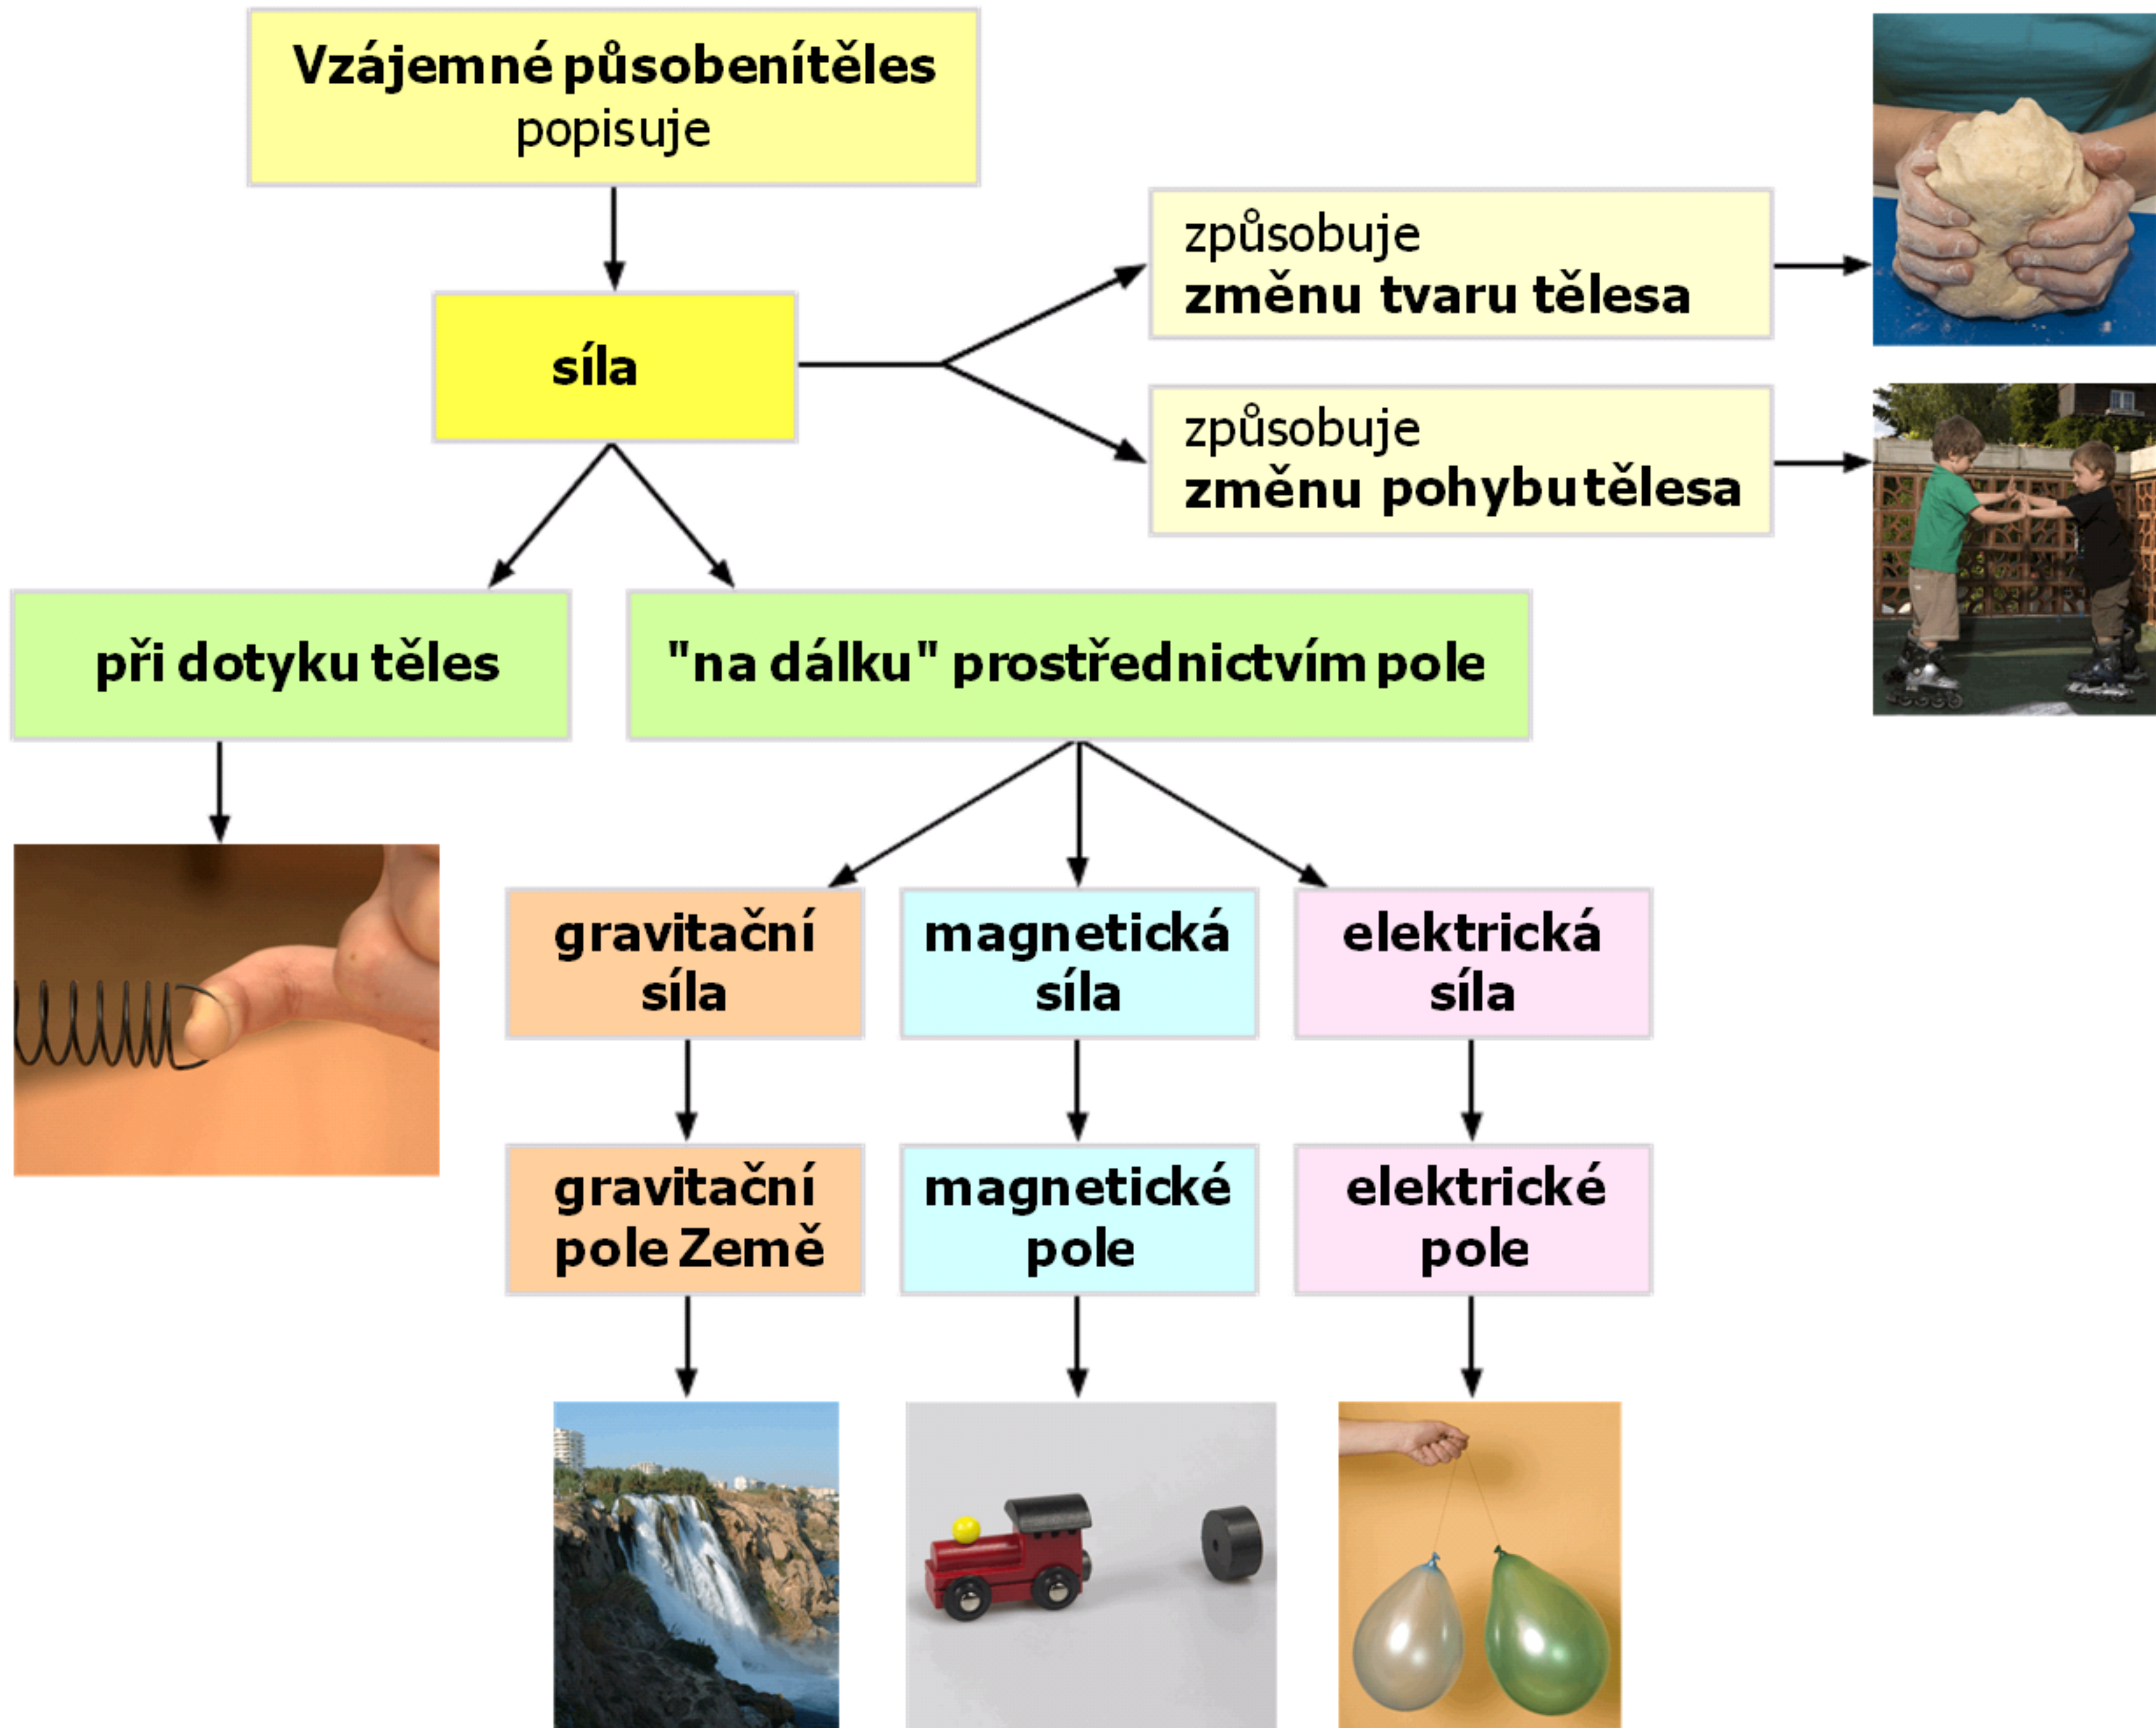 Vzájemné působenítěles
popisuje
síla
způsobuje
změnu tvaru tělesa
způsobuje
změnu pohybutělesa
při dotyku těles
"na dálku" prostřednictvím pole
gravitační
síla
magnetická
síla
elektrická
síla
gravitační
pole Země
magnetické
pole
elektrické
pole